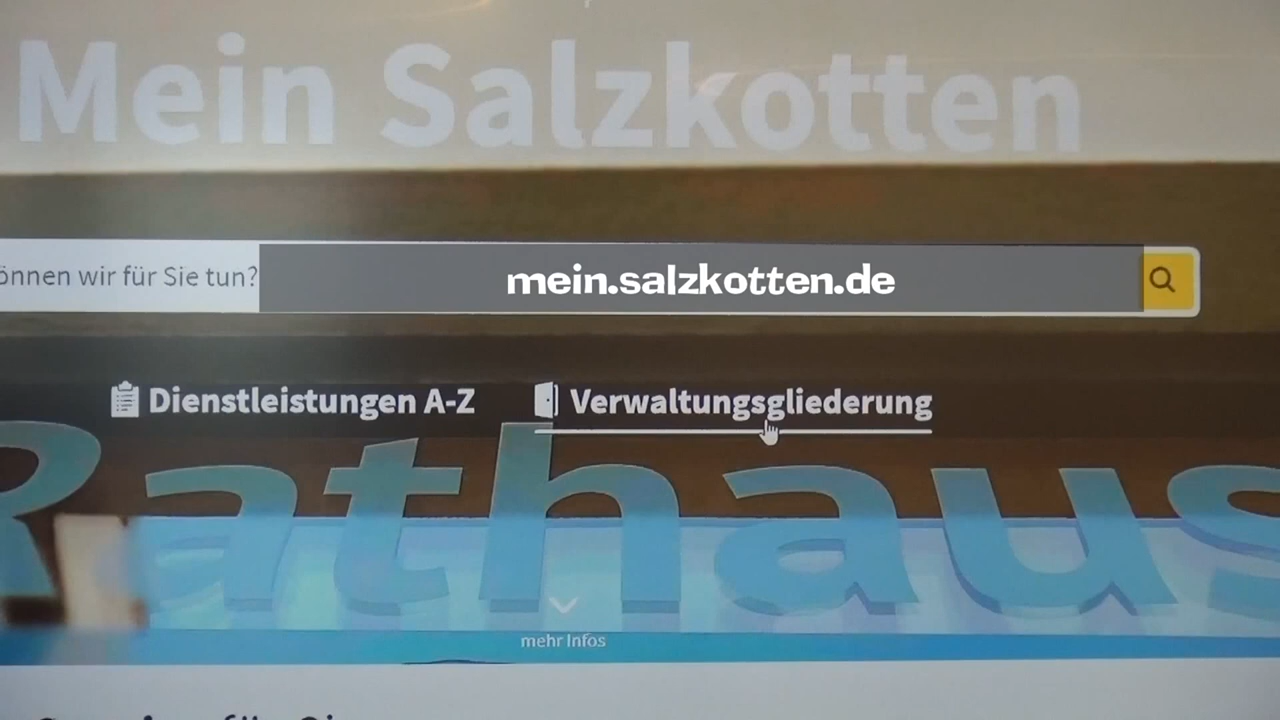 Mein Salzkotten
önnen wir für Sie tun?
mein.salzkotten.de
Dienstleistungen A-Z
Verwaltungsgliederung
Rathaus
mehr Infos